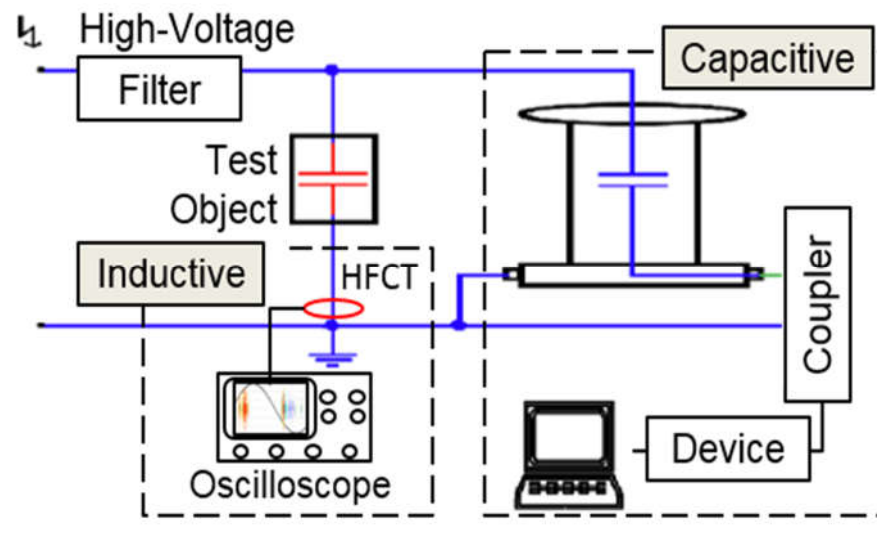 High-Voltage
Filter
Capacitive
Test
Object
Inductive
HFCT
Coupler
Oscilloscope
Device